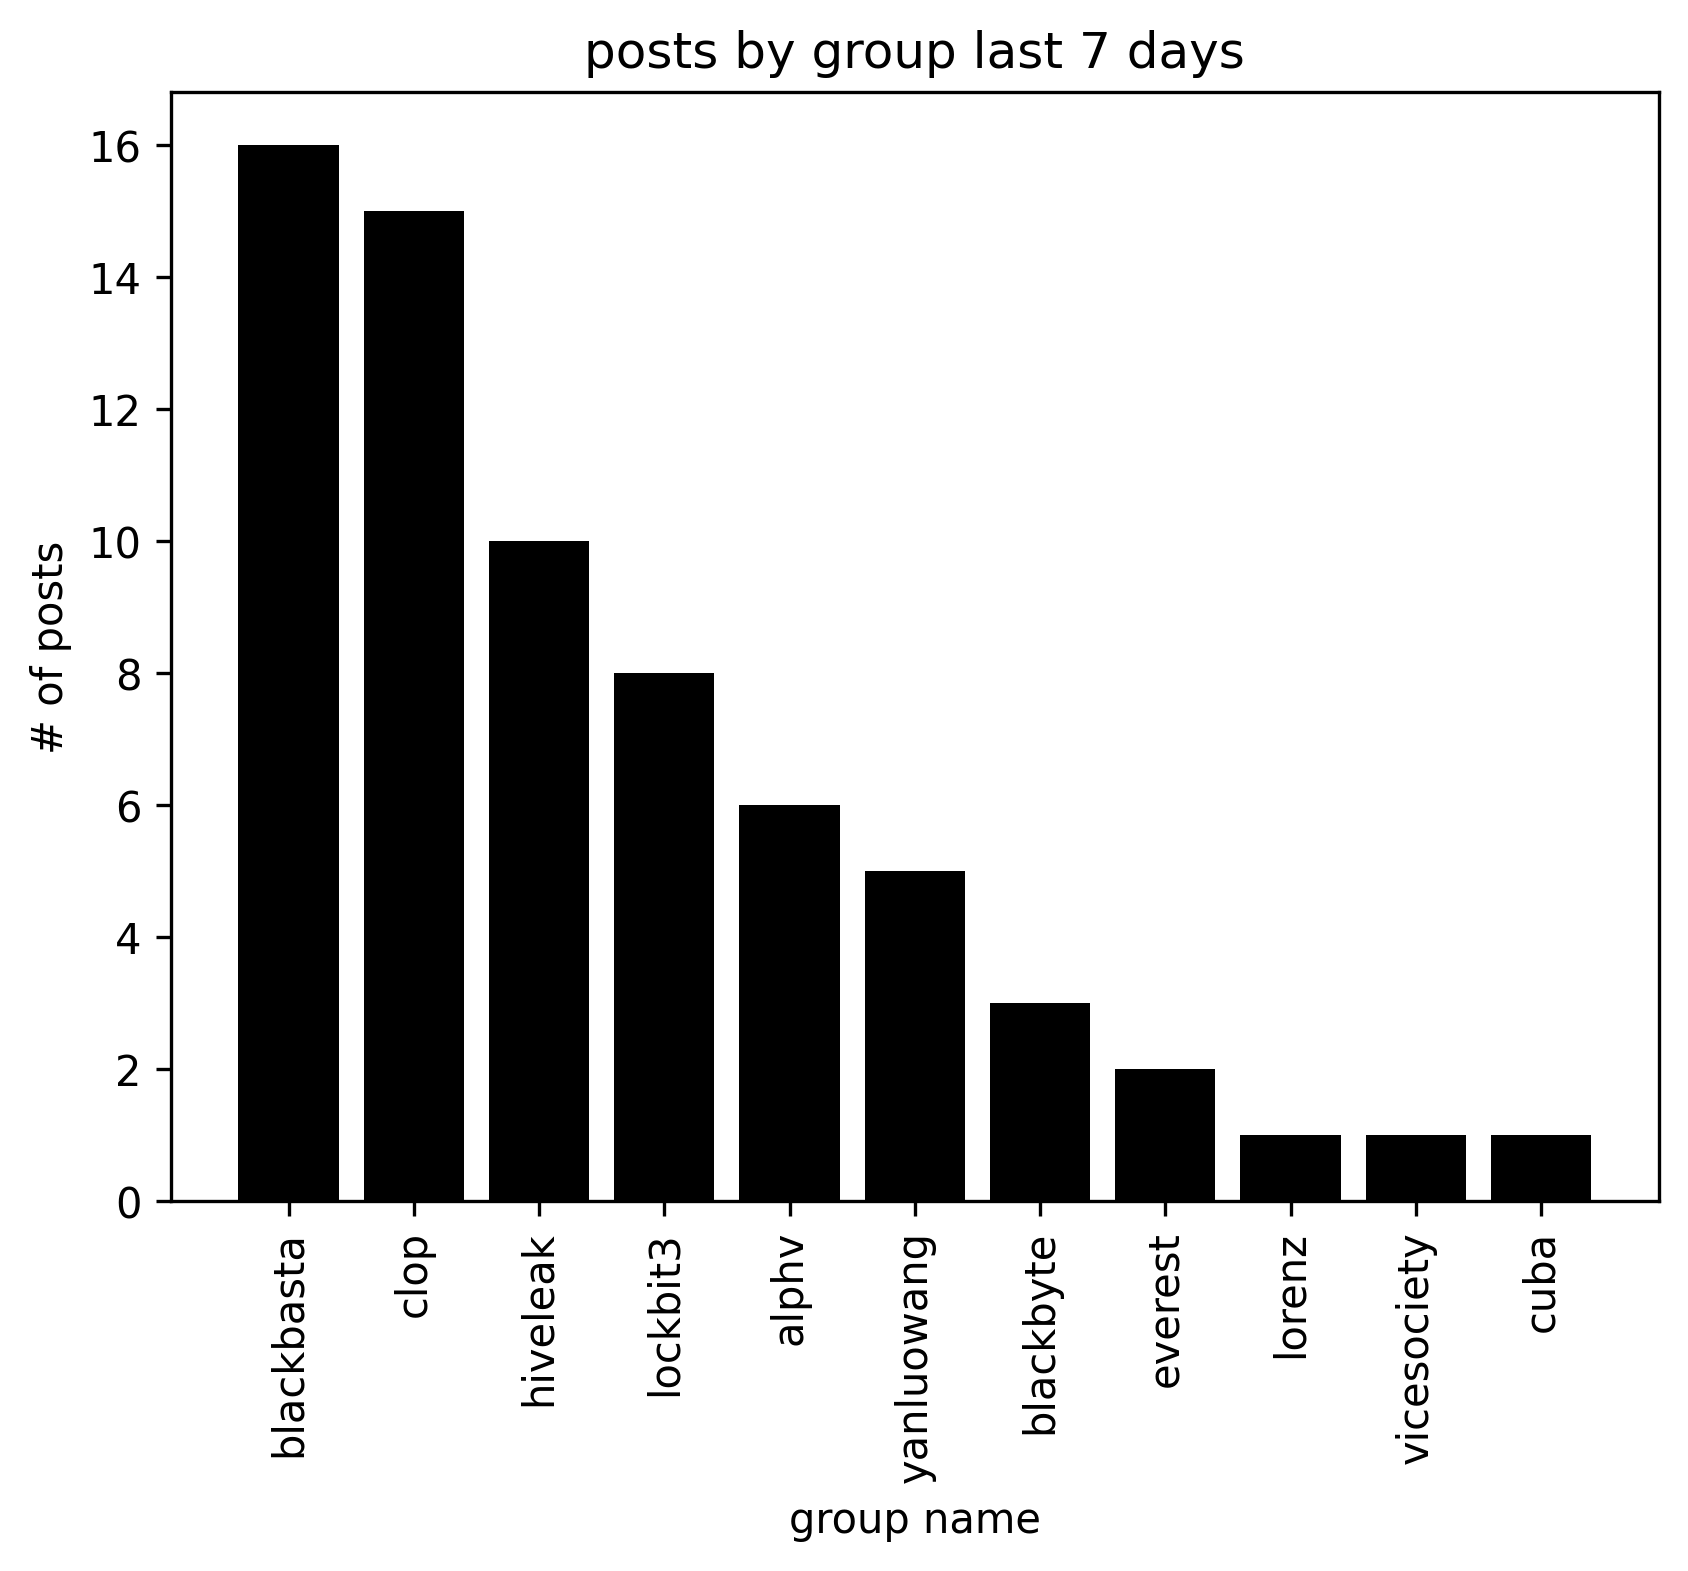 posts by group last 7 days
16
14
12
10
8
6
4
2
0
# of posts
blackbasta
clop
hiveleak
lockbit3
alphv
yanluowang
blackbyte
everest
lorenz
vicesociety
cuba
group name